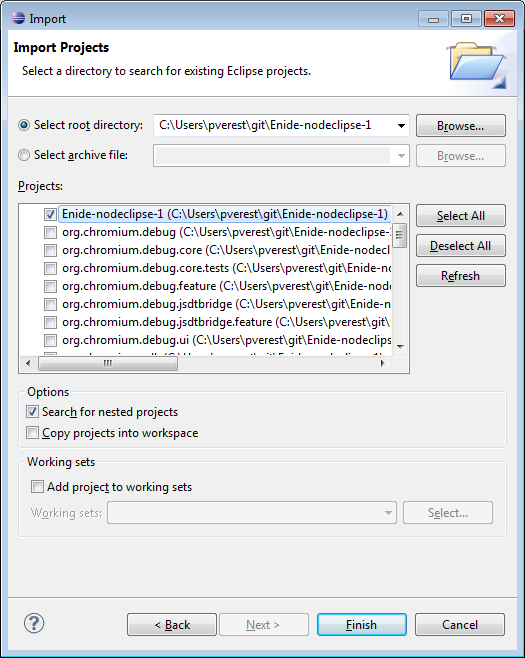 Import
Import Projects
Select a directory to search for existing Eclipse projects.
Select root directory: C:\Users\pverest\git\Enide-nodeclipse-1 Browse...
Select archive file: Browse...
Projects:
Enide-nodeclipse-1 (C:\Users\pverest\git\Enide-nodeclipse-1) Select All
org.chromium.debug (C:\Users\pverest\git\Enide-nodeclipse-
org.chromium.debug.core (C:\Users\pverest\git\Enide-nodecl Deselect All
org.chromium.debug.core.tests (C:\Users\pverest\git\Enide-no
org.chromium.debug.feature (C:\Users\pverest\git\Enide-node Refresh
org.chromium.debug.jsdtbridge (C:\Users\pverest\git\Enide-n
org.chromium.debug.jsdtbridge.feature (C:\Users\pverest\git\
org.chromium.debug.ui (C:\Users\pverest\git\Enide-nodeclips
Options
Search for nested projects
Copy projects into workspace
Working sets
Add project to working sets
Working sets: Select...
? < Back Next > Finish Cancel